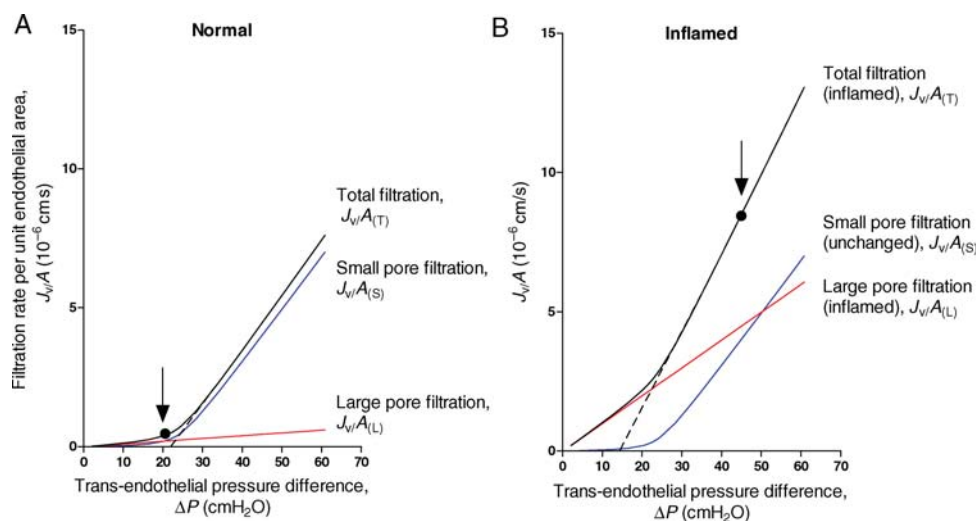 A
Normal
Filtration rate per unit endothelial area,
Jv/A (10⁻⁶ cm s)
15
10
5
0
Total filtration,
Jv/A(T)
Small pore filtration,
Jv/A(S)
Large pore filtration,
Jv/A(L)
0 10 20 30 40 50 60 70
Trans-endothelial pressure difference,
ΔP (cmH₂O)
B
Inflamed
Jv/A (10⁻⁶ cm/s)
15
10
5
0
Total filtration
(inflamed), Jv/A(T)
Small pore filtration
(unchanged), Jv/A(S)
Large pore filtration
(inflamed), Jv/A(L)
0 10 20 30 40 50 60 70
Trans-endothelial pressure difference,
ΔP (cmH₂O)